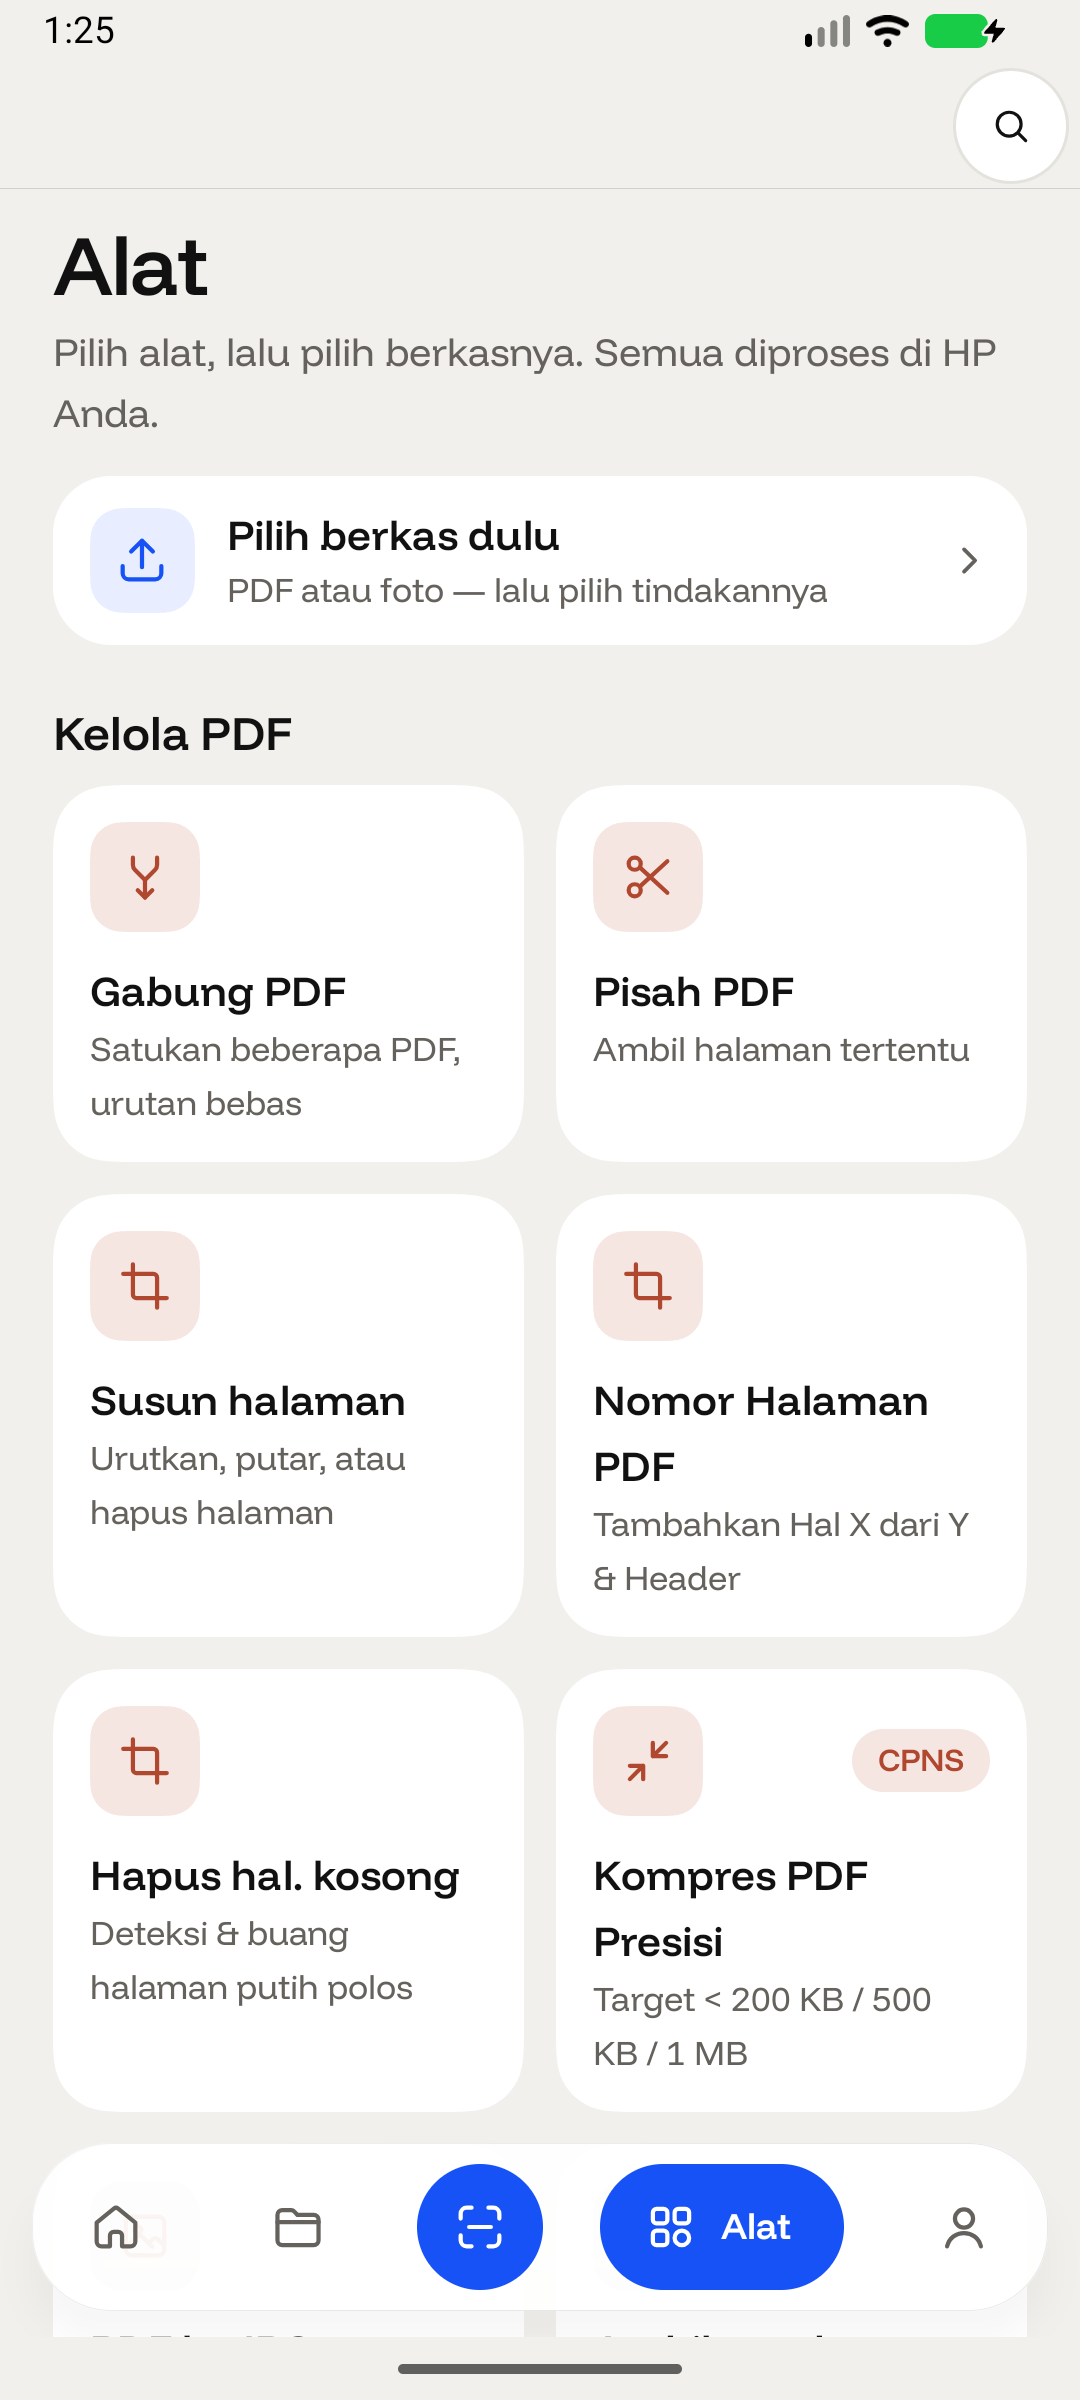 1:25
Alat
Pilih alat, lalu pilih berkasnya. Semua diproses di HP
Anda.
Pilih berkas dulu
PDF atau foto — lalu pilih tindakannya
Kelola PDF
Gabung PDF
Satukan beberapa PDF,
urutan bebas
Pisah PDF
Ambil halaman tertentu
Susun halaman
Urutkan, putar, atau
hapus halaman
Nomor Halaman
PDF
Tambahkan Hal X dari Y
& Header
Hapus hal. kosong
Deteksi & buang
halaman putih polos
CPNS
Kompres PDF
Presisi
Target < 200 KB / 500
KB / 1 MB
Alat